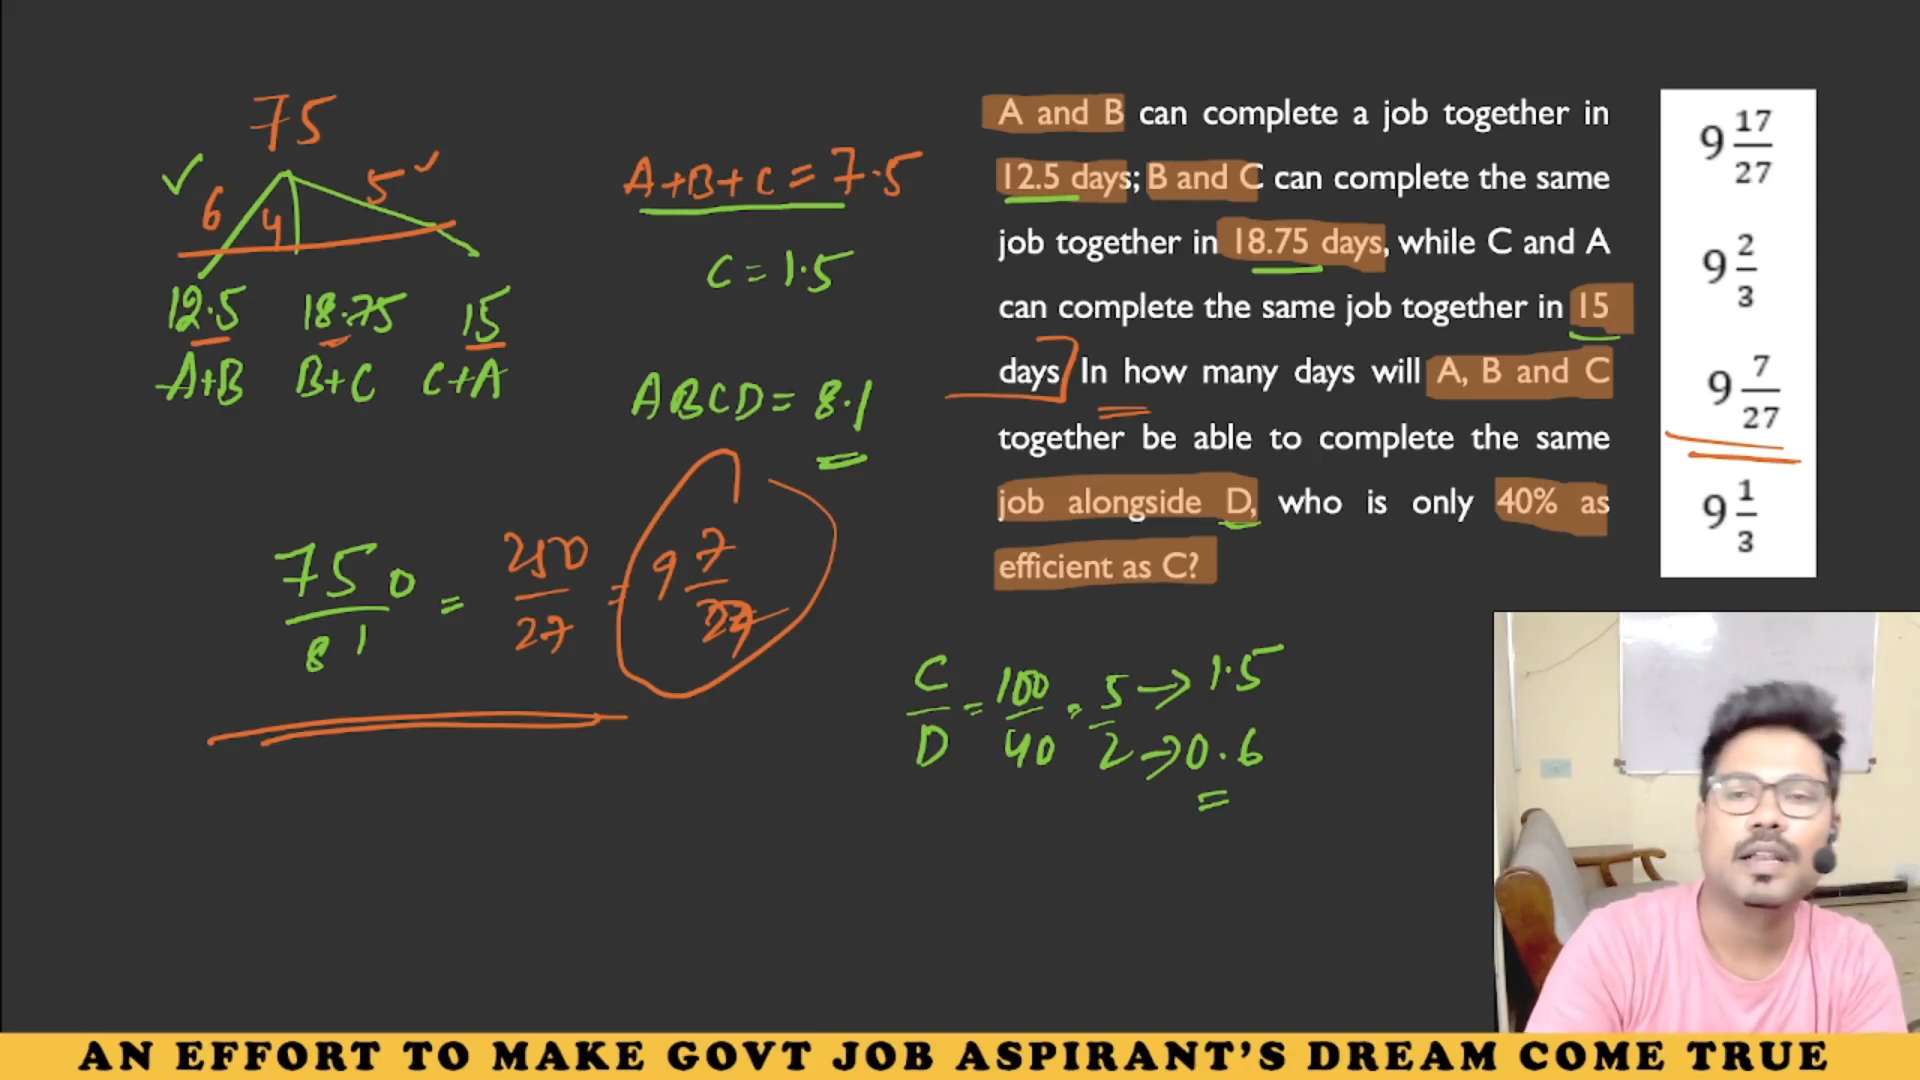 75
6 4 5
12.5 18.75 15
A+B B+C C+A
A+B+C = 7.5
C = 1.5
ABCD = 8.1
750/81 = 250/27 = 9 7/27
A and B can complete a job together in
12.5 days; B and C can complete the same
job together in 18.75 days, while C and A
can complete the same job together in 15
days. In how many days will A, B and C
together be able to complete the same
job alongside D, who is only 40% as
efficient as C?
9 17/27
9 2/3
9 7/27
9 1/3
C/D = 100/40 = 5/2
5 → 1.5
2 → 0.6
AN EFFORT TO MAKE GOVT JOB ASPIRANT'S DREAM COME TRUE